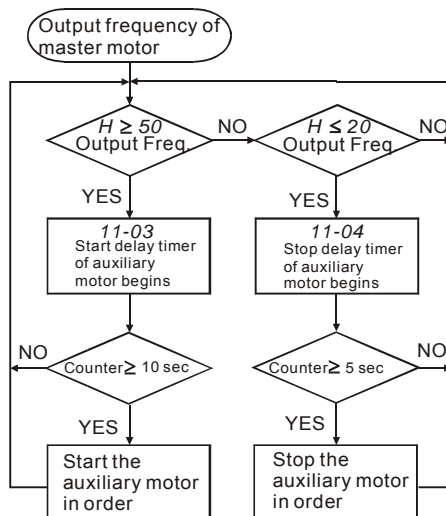 Output frequency of
master motor
H ≥ 50
Output Freq.
NO
H ≤ 20
Output Freq.
NO
YES
YES
11-03
Start delay timer
of auxiliary
motor begins
11-04
Stop delay timer
of auxiliary
motor begins
NO
Counter ≥ 10 sec
Counter ≥ 5 sec
NO
YES
YES
Start the
auxiliary motor
in order
Stop the
auxiliary motor
in order